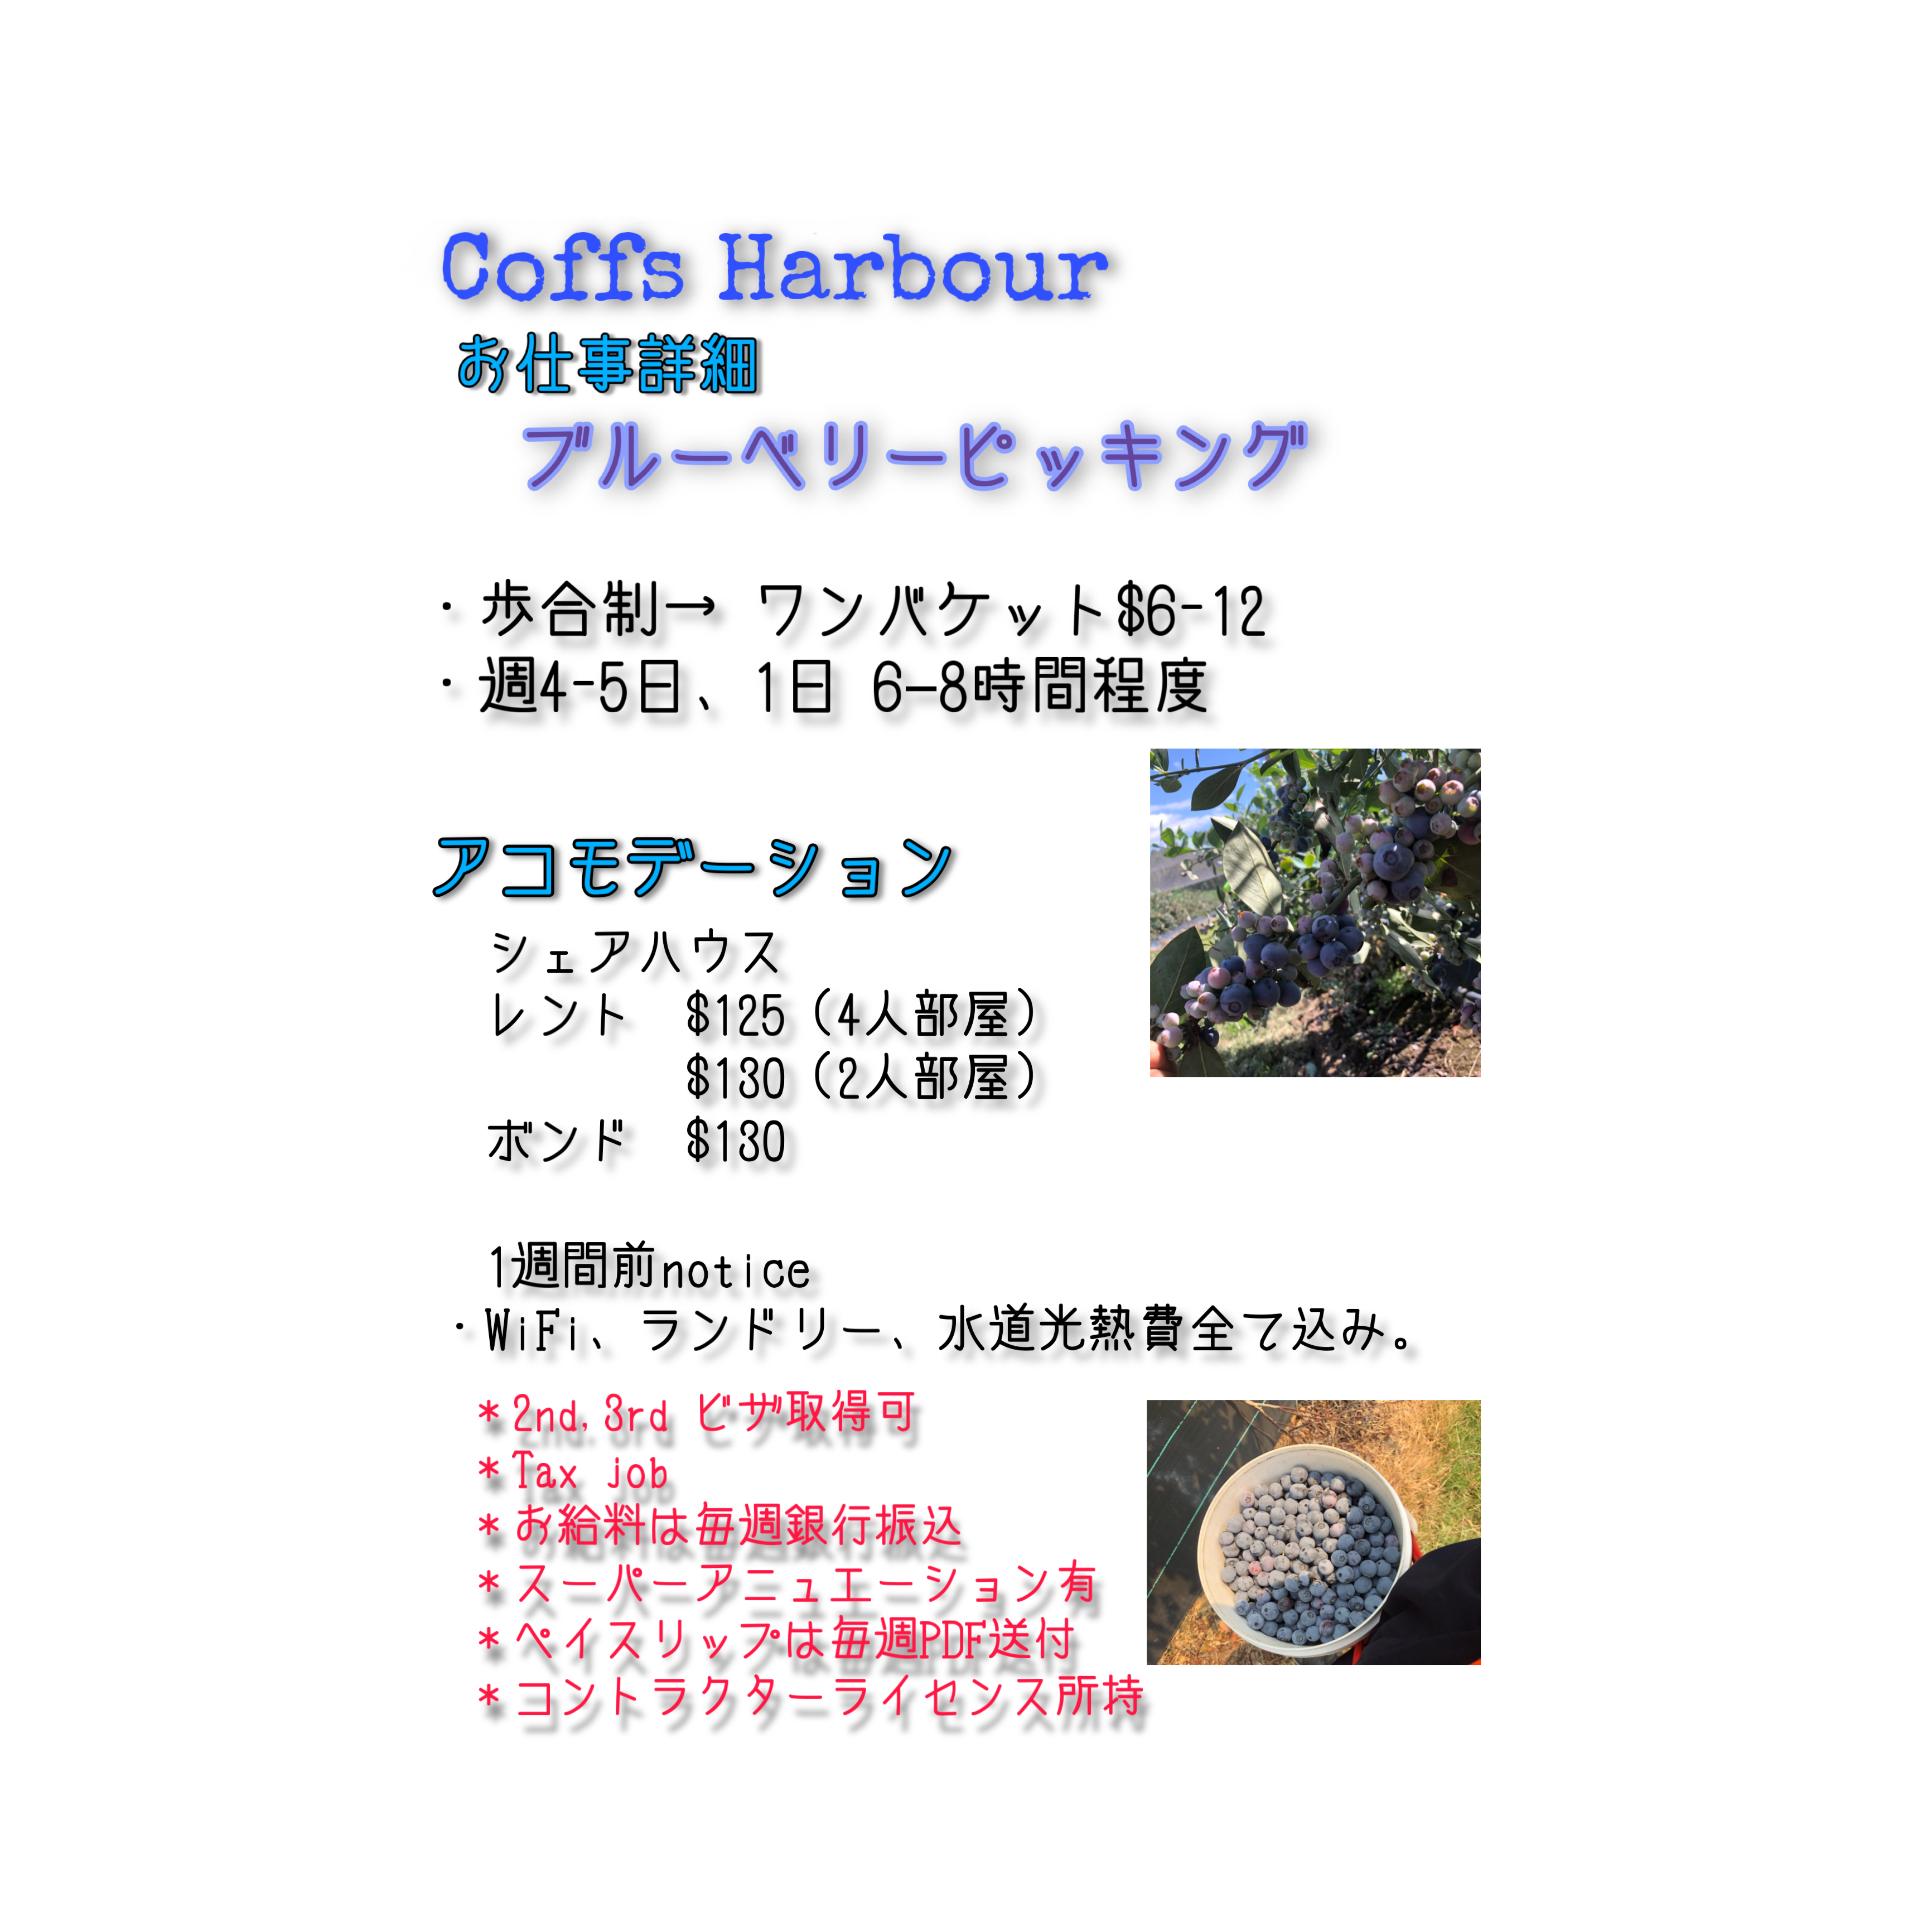 Coffs Harbour
お仕事詳細
ブルーベリーピッキング
・歩合制→ ワンバケット$6-12
・週4-5日、1日 6—8時間程度
アコモデーション
シェアハウス
レント $125（4人部屋）
$130（2人部屋）
ボンド $130
1週間前notice
・WiFi、ランドリー、水道光熱費全て込み。
*2nd,3rd ビザ取得可
*Tax job
*お給料は毎週銀行振込
*スーパーアニュエーション有
*ペイスリップは毎週PDF送付
*コントラクターライセンス所持